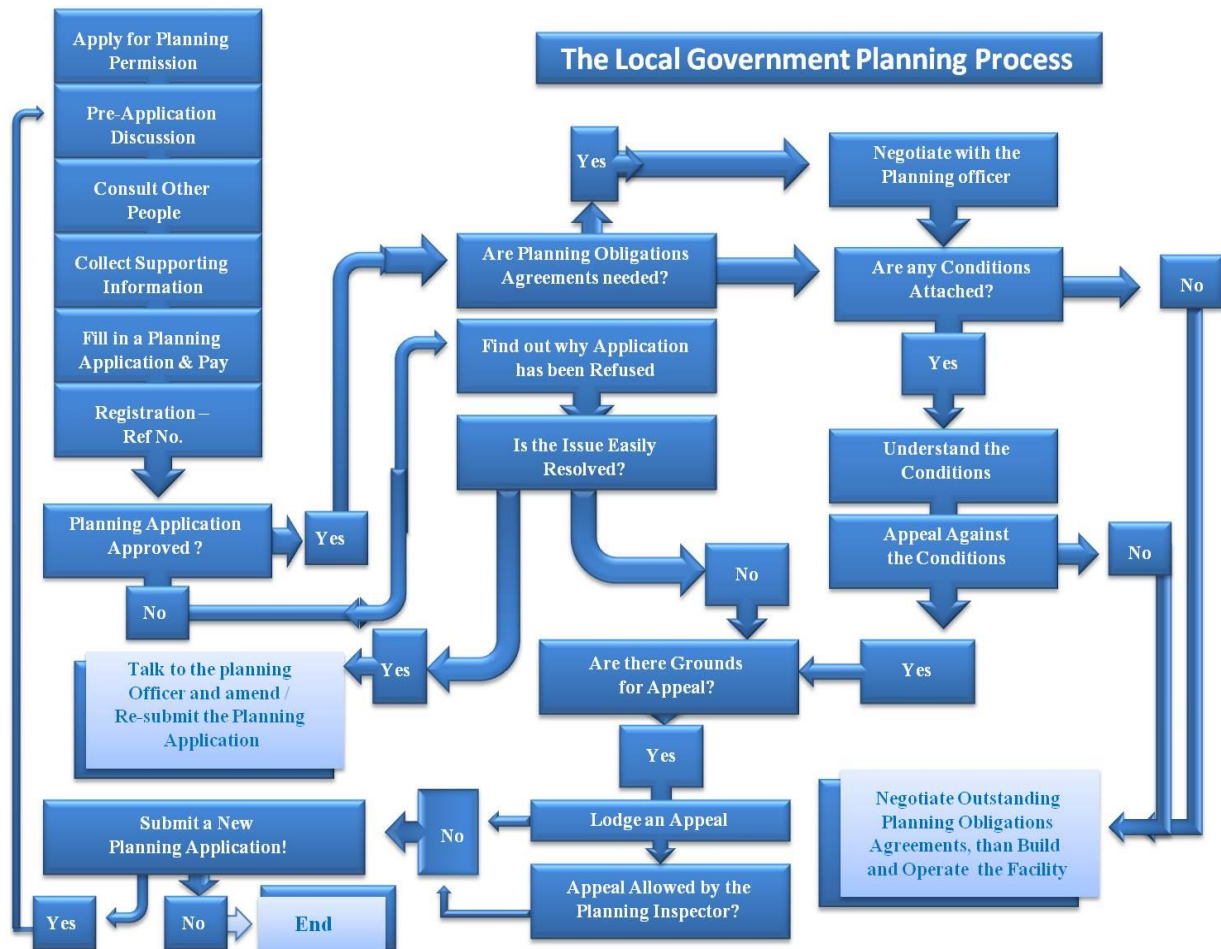 The Local Government Planning Process
Apply for Planning
Permission
Pre-Application
Discussion
Consult Other
People
Collect Supporting
Information
Fill in a Planning
Application & Pay
Registration –
Ref No.
Planning Application
Approved ?
Yes
No
Are Planning Obligations
Agreements needed?
Yes
Negotiate with the
Planning officer
Are any Conditions
Attached?
No
Yes
Understand the
Conditions
Appeal Against
the Conditions
No
Yes
Find out why Application
has been Refused
Is the Issue Easily
Resolved?
No
Yes
Talk to the planning
Officer and amend /
Re-submit the Planning
Application
Are there Grounds
for Appeal?
Yes
Lodge an Appeal
Appeal Allowed by the
Planning Inspector?
No
Submit a New
Planning Application!
Yes
No
End
Negotiate Outstanding
Planning Obligations
Agreements, than Build
and Operate the Facility